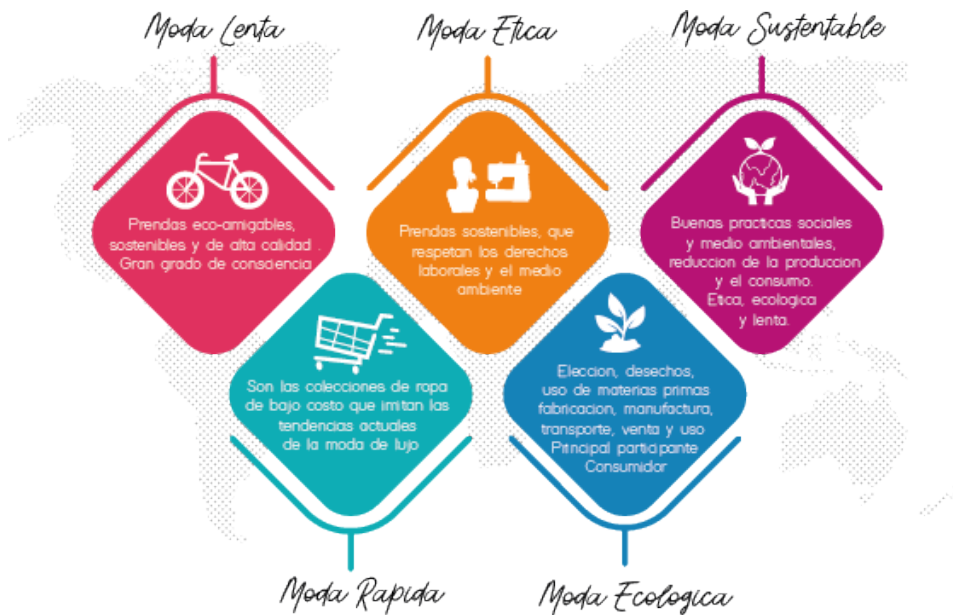 Moda Lenta
Moda Etica
Moda Sustentable
Prendas eco-amigables,
sostenibles y de alta calidad .
Gran grado de consciencia
Prendas sostenibles, que
respetan los derechos
laborales y el medio
ambiente
Buenas practicas sociales
y medio ambientales,
reduccion de la produccion
y el consumo.
Etica, ecologica
y lenta.
Son las colecciones de ropa
de bajo costo que imitan las
tendencias actuales
de la moda de lujo
Eleccion, desechos,
uso de materias primas
fabricacion, manufactura,
transporte, venta y uso
Principal participante
Consumidor
Moda Rapida
Moda Ecologica